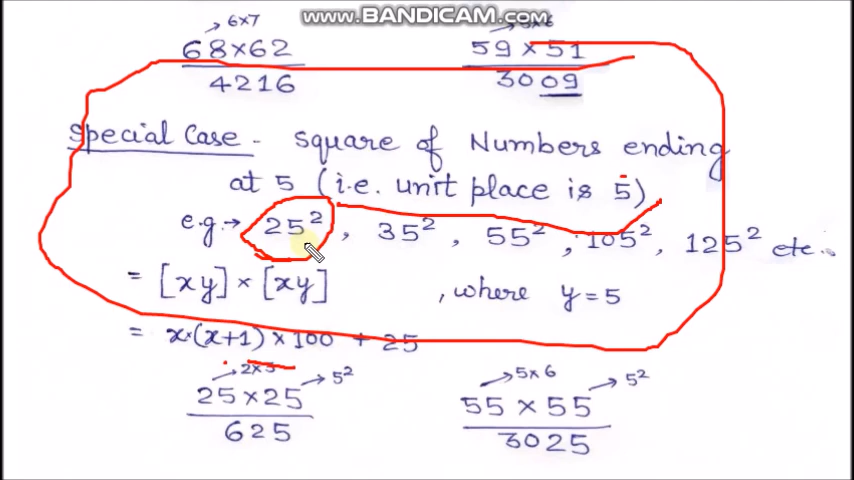 www.BANDICAM.com
→ 6×7
68×62
4216
→ 5×6
59 × 51
3009
Special Case - square of Numbers ending
at 5 (i.e. unit place is 5)
e.g.→ 25², 35², 55², 105², 125² etc..
= [xy] × [xy] , where y=5
= x·(x+1) × 100 + 25
→ 2×3
25 × 25 → 5²
625
→ 5×6
55 × 55 → 5²
3025